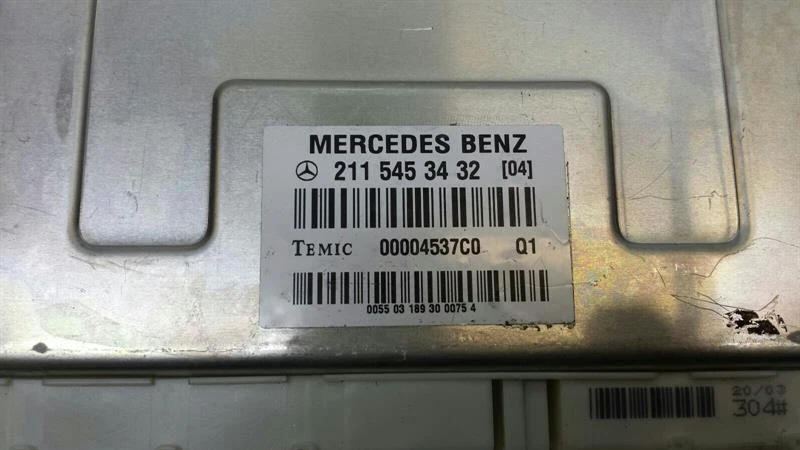 MERCEDES BENZ
211 545 34 32 [04]
TEMIC 00004537C0 Q1
0055 03 189 30 0075 4
20/03
304#